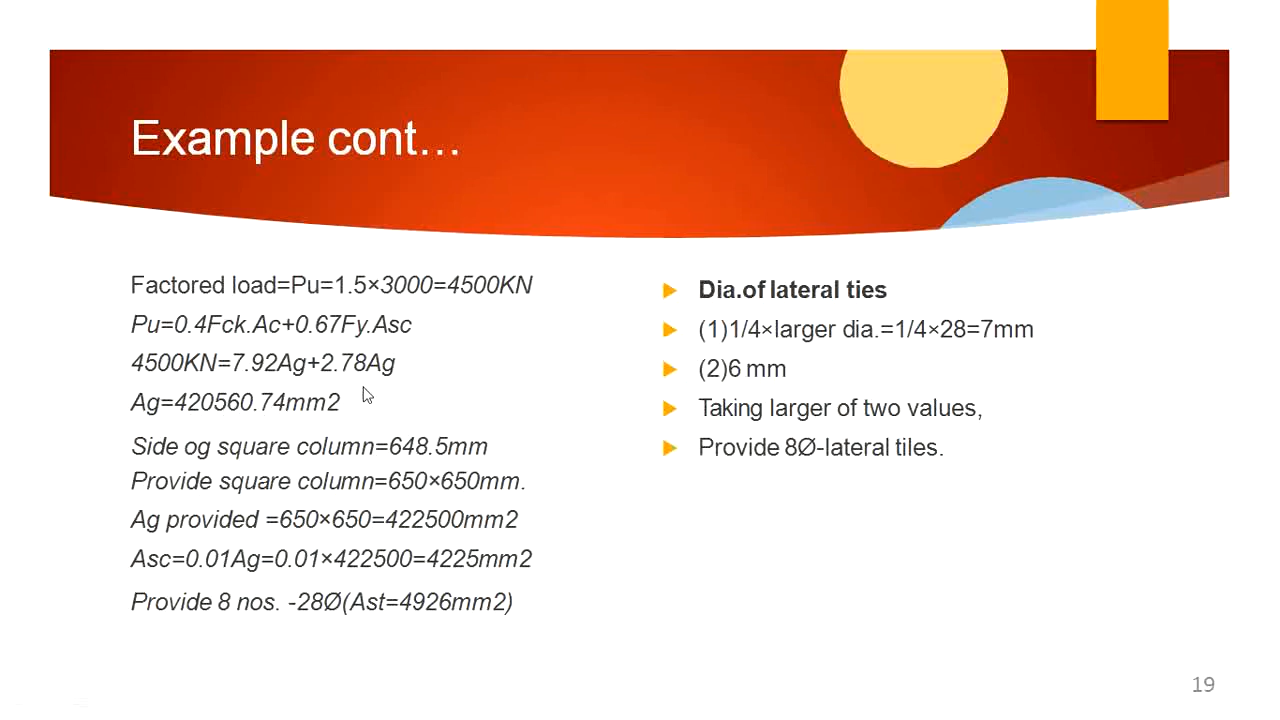 Example cont…
Factored load=Pu=1.5×3000=4500KN
Pu=0.4Fck.Ac+0.67Fy.Asc
4500KN=7.92Ag+2.78Ag
Ag=420560.74mm2
Side og square column=648.5mm
Provide square column=650×650mm.
Ag provided =650×650=422500mm2
Asc=0.01Ag=0.01×422500=4225mm2
Provide 8 nos. -28Ø(Ast=4926mm2)
Dia.of lateral ties
(1)1/4×larger dia.=1/4×28=7mm
(2)6 mm
Taking larger of two values,
Provide 8Ø-lateral tiles.
19